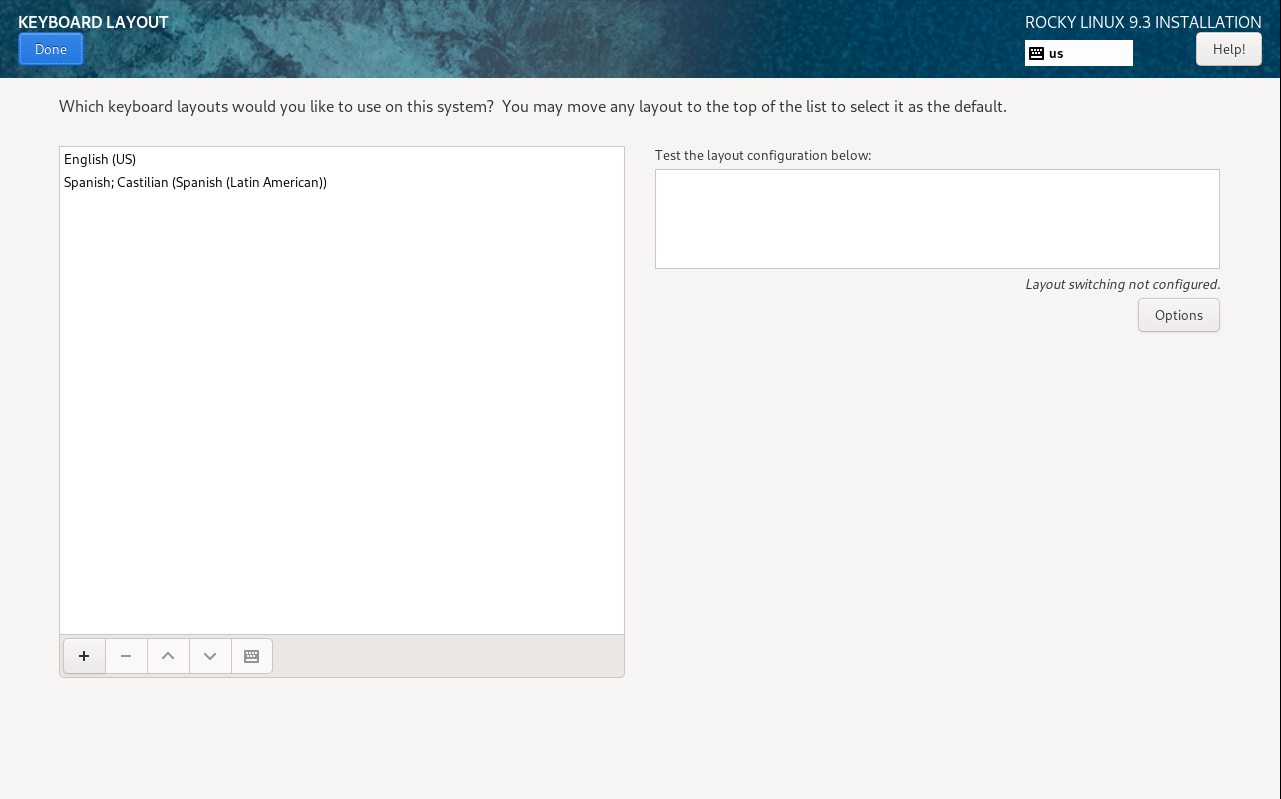 KEYBOARD LAYOUT
ROCKY LINUX 9.3 INSTALLATION
Done
us
Help!
Which keyboard layouts would you like to use on this system?  You may move any layout to the top of the list to select it as the default.
English (US)
Spanish; Castilian (Spanish (Latin American))
Test the layout configuration below:
Layout switching not configured.
Options